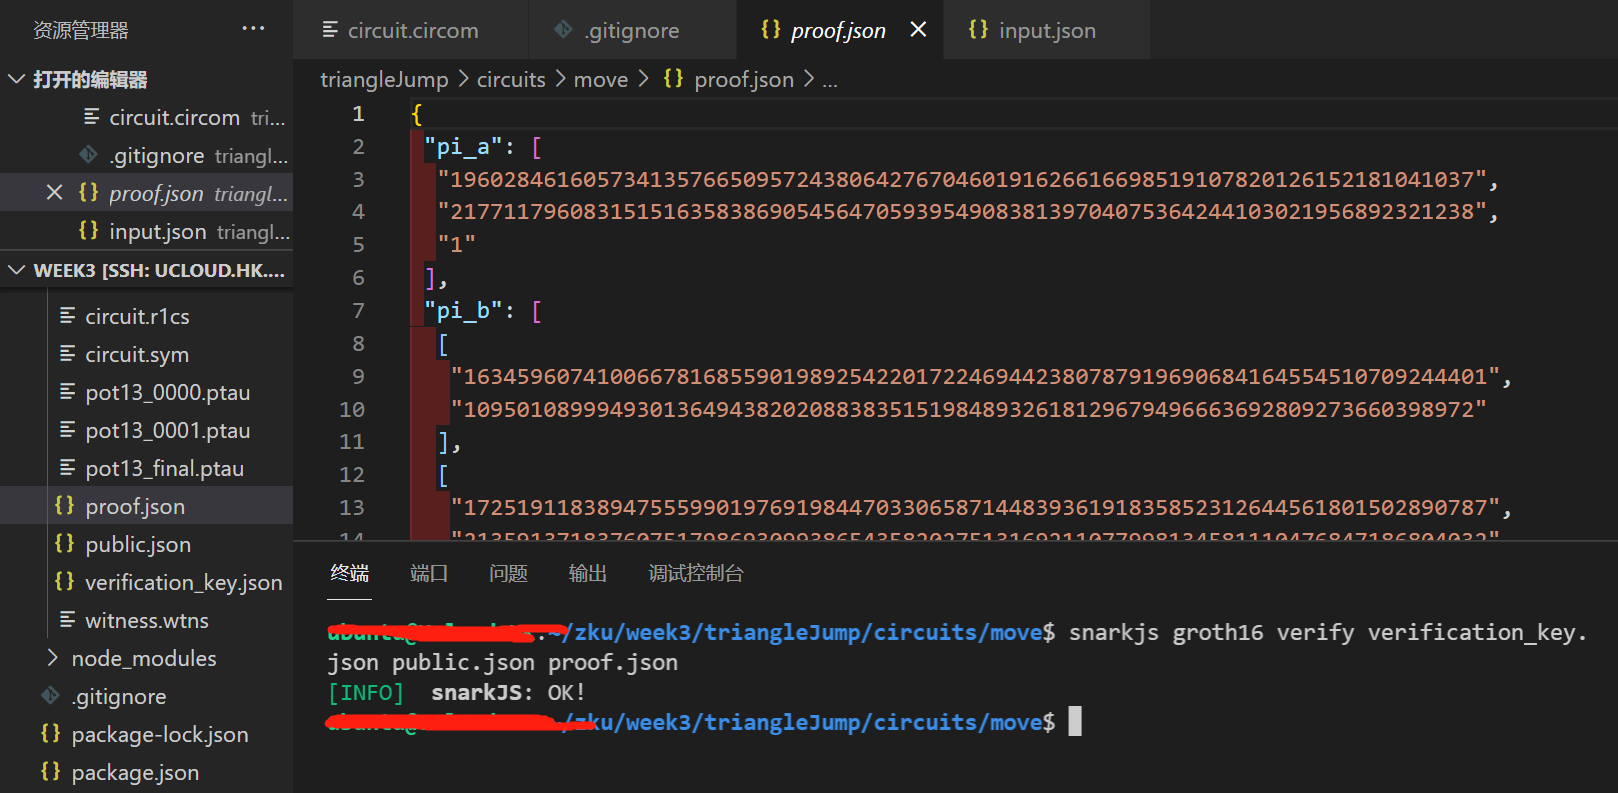 资源管理器 ...
打开的编辑器
circuit.circom tri...
.gitignore triangl...
proof.json triangl...
input.json triangl...
WEEK3 [SSH: UCLOUD.HK....
circuit.r1cs
circuit.sym
pot13_0000.ptau
pot13_0001.ptau
pot13_final.ptau
proof.json
public.json
verification_key.json
witness.wtns
node_modules
.gitignore
package-lock.json
package.json
circuit.circom .gitignore {} proof.json {} input.json
triangleJump > circuits > move > {} proof.json > ...
1 {
2 "pi_a": [
3 "19602846160573413576650957243806427670460191626616698519107820126152181041037",
4 "21771179608315151635838690545647059395490838139704075364244103021956892321238",
5 "1"
6 ],
7 "pi_b": [
8 [
9 "16345960741006678168559019892542201722469442380787919690684164554510709244401",
10 "10950108999493013649438202088383515198489326181296794966636928092736603989​72"
11 ],
12 [
13 "17251911838947555990197691984470330658714483936191835852312644561801502890787",
14
终端 端口 问题 输出 调试控制台
/zku/week3/triangleJump/circuits/move$ snarkjs groth16 verify verification_key.
json public.json proof.json
[INFO] snarkJS: OK!
zku/week3/triangleJump/circuits/move$